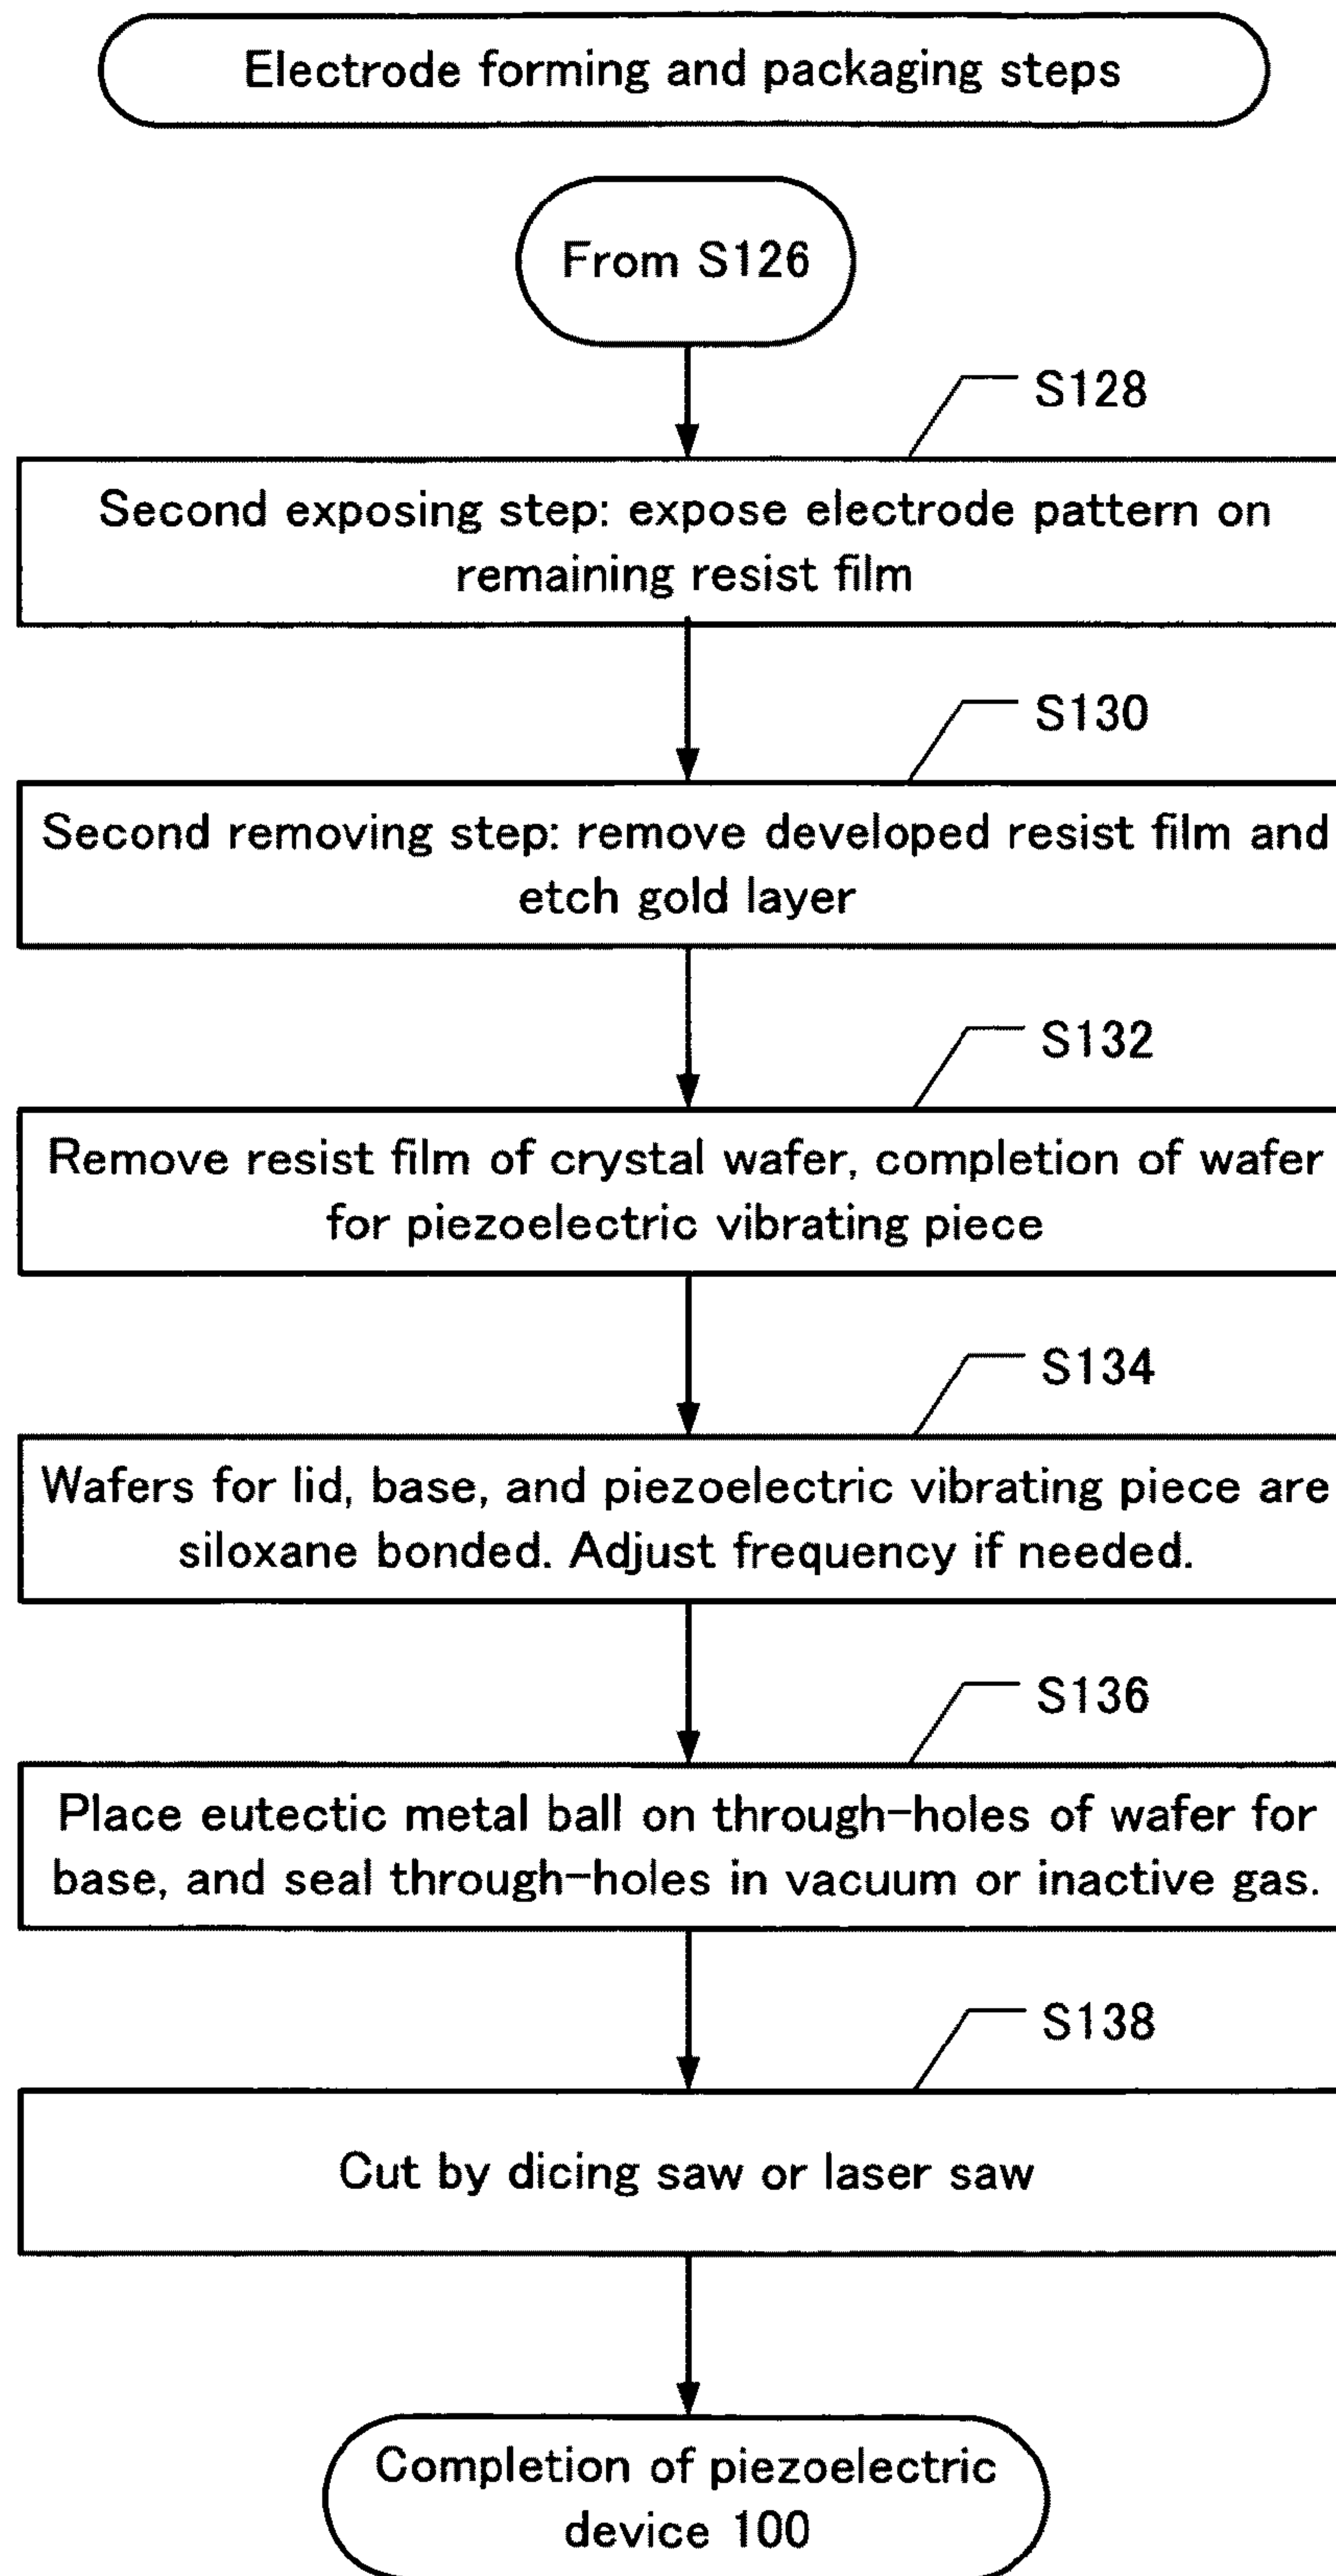 Electrode forming and packaging steps
From S126
S128
Second exposing step: expose electrode pattern on
remaining resist film
S130
Second removing step: remove developed resist film and
etch gold layer
S132
Remove resist film of crystal wafer, completion of wafer
for piezoelectric vibrating piece
S134
Wafers for lid, base, and piezoelectric vibrating piece are
siloxane bonded. Adjust frequency if needed.
S136
Place eutectic metal ball on through-holes of wafer for
base, and seal through-holes in vacuum or inactive gas.
S138
Cut by dicing saw or laser saw
Completion of piezoelectric
device 100